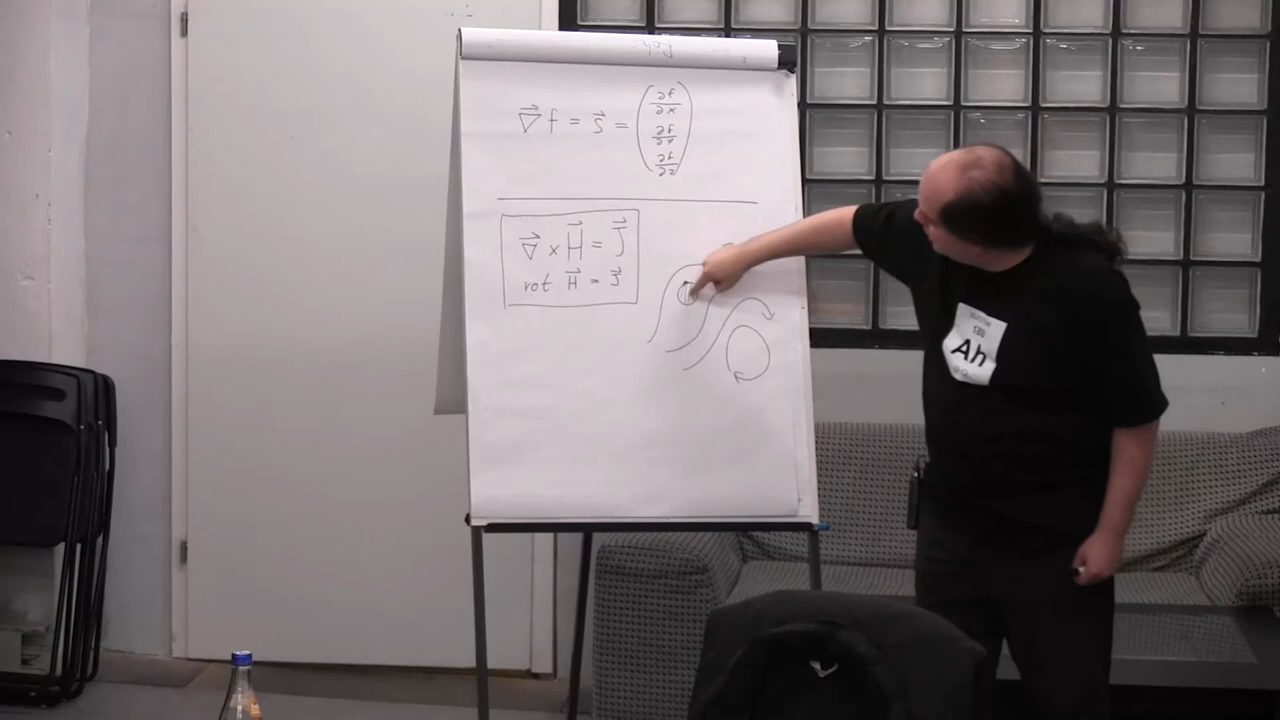 ∇⃗ f = S⃗ = (∂f/∂x ∂f/∂y ∂f/∂z)
∇⃗ × H⃗ = J⃗
rot H⃗ = J⃗
Ah